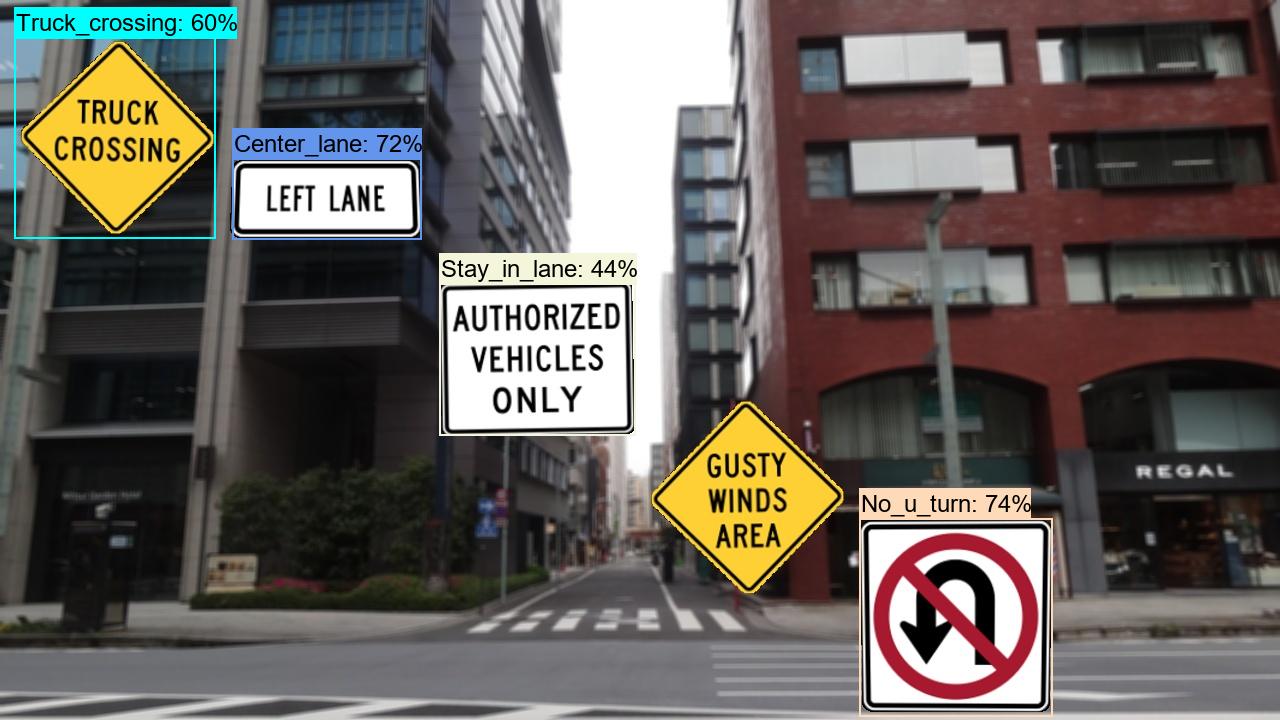 Truck_crossing: 60%
TRUCK
CROSSING
Center_lane: 72%
LEFT LANE
Stay_in_lane: 44%
AUTHORIZED
VEHICLES
ONLY
GUSTY
WINDS
AREA
REGAL
No_u_turn: 74%